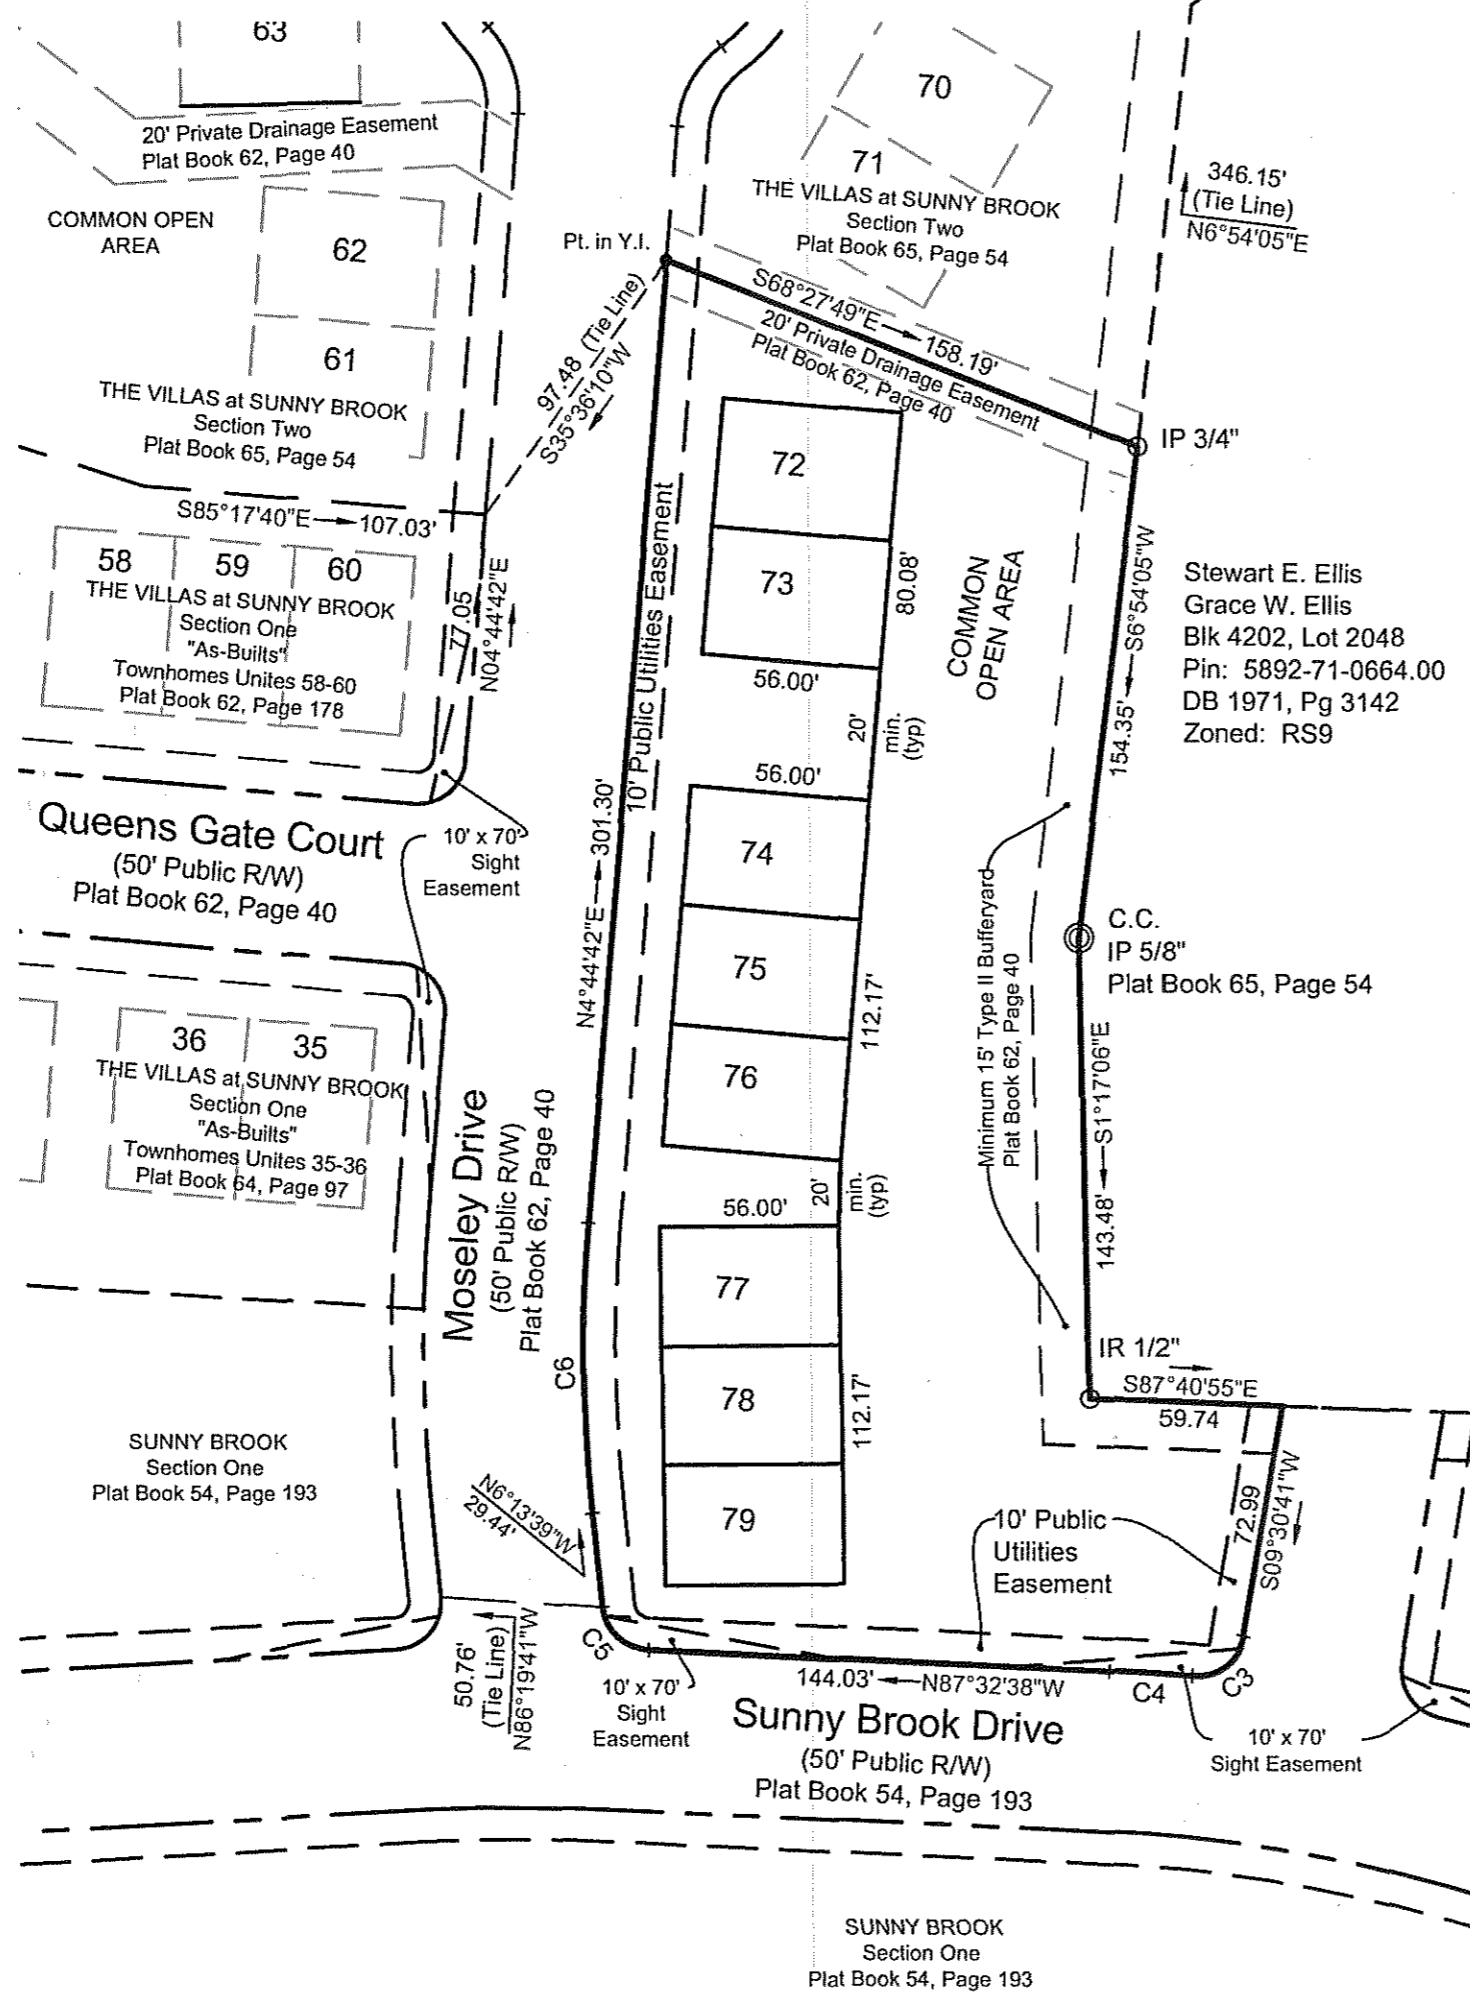 63
20' Private Drainage Easement
Plat Book 62, Page 40
COMMON OPEN
AREA
62
61
THE VILLAS at SUNNY BROOK
Section Two
Plat Book 65, Page 54
S85°17'40"E 107.03'
58
59
60
THE VILLAS at SUNNY BROOK
Section One
"As-Builts"
Townhomes Unites 58-60
Plat Book 62, Page 178
77.05
N04°44'42"E
Pt. in Y.I.
97.48 (Tie Line)
S35°36'10"W
70
71
THE VILLAS at SUNNY BROOK
Section Two
Plat Book 65, Page 54
346.15'
(Tie Line)
N6°54'05"E
S68°27'49"E 158.19'
20' Private Drainage Easement
Plat Book 62, Page 40
IP 3/4"
72
73
80.08'
56.00'
20'
min.
(typ)
56.00'
COMMON
OPEN AREA
10' Public Utilities Easement
N4°44'42"E 301.30'
154.35' S6°54'05"W
Stewart E. Ellis
Grace W. Ellis
Blk 4202, Lot 2048
Pin: 5892-71-0664.00
DB 1971, Pg 3142
Zoned: RS9
Queens Gate Court
(50' Public R/W)
Plat Book 62, Page 40
10' x 70'
Sight
Easement
74
75
76
112.17'
56.00'
20'
min.
(typ)
Minimum 15' Type II Bufferyard
Plat Book 62, Page 40
C.C.
IP 5/8"
Plat Book 65, Page 54
143.48' S1°17'06"E
36
35
THE VILLAS at SUNNY BROOK
Section One
"As-Builts"
Townhomes Unites 35-36
Plat Book 64, Page 97
Moseley Drive
(50' Public R/W)
Plat Book 62, Page 40
C6
77
78
79
112.17'
IR 1/2"
S87°40'55"E
59.74
72.99
S09°30'41"W
SUNNY BROOK
Section One
Plat Book 54, Page 193
N6°13'39"W
29.44'
10' Public
Utilities
Easement
50.76'
(Tie Line)
N86°19'41"W
C5
10' x 70'
Sight
Easement
144.03' N87°32'38"W
C4
C3
Sunny Brook Drive
(50' Public R/W)
Plat Book 54, Page 193
10' x 70'
Sight Easement
SUNNY BROOK
Section One
Plat Book 54, Page 193